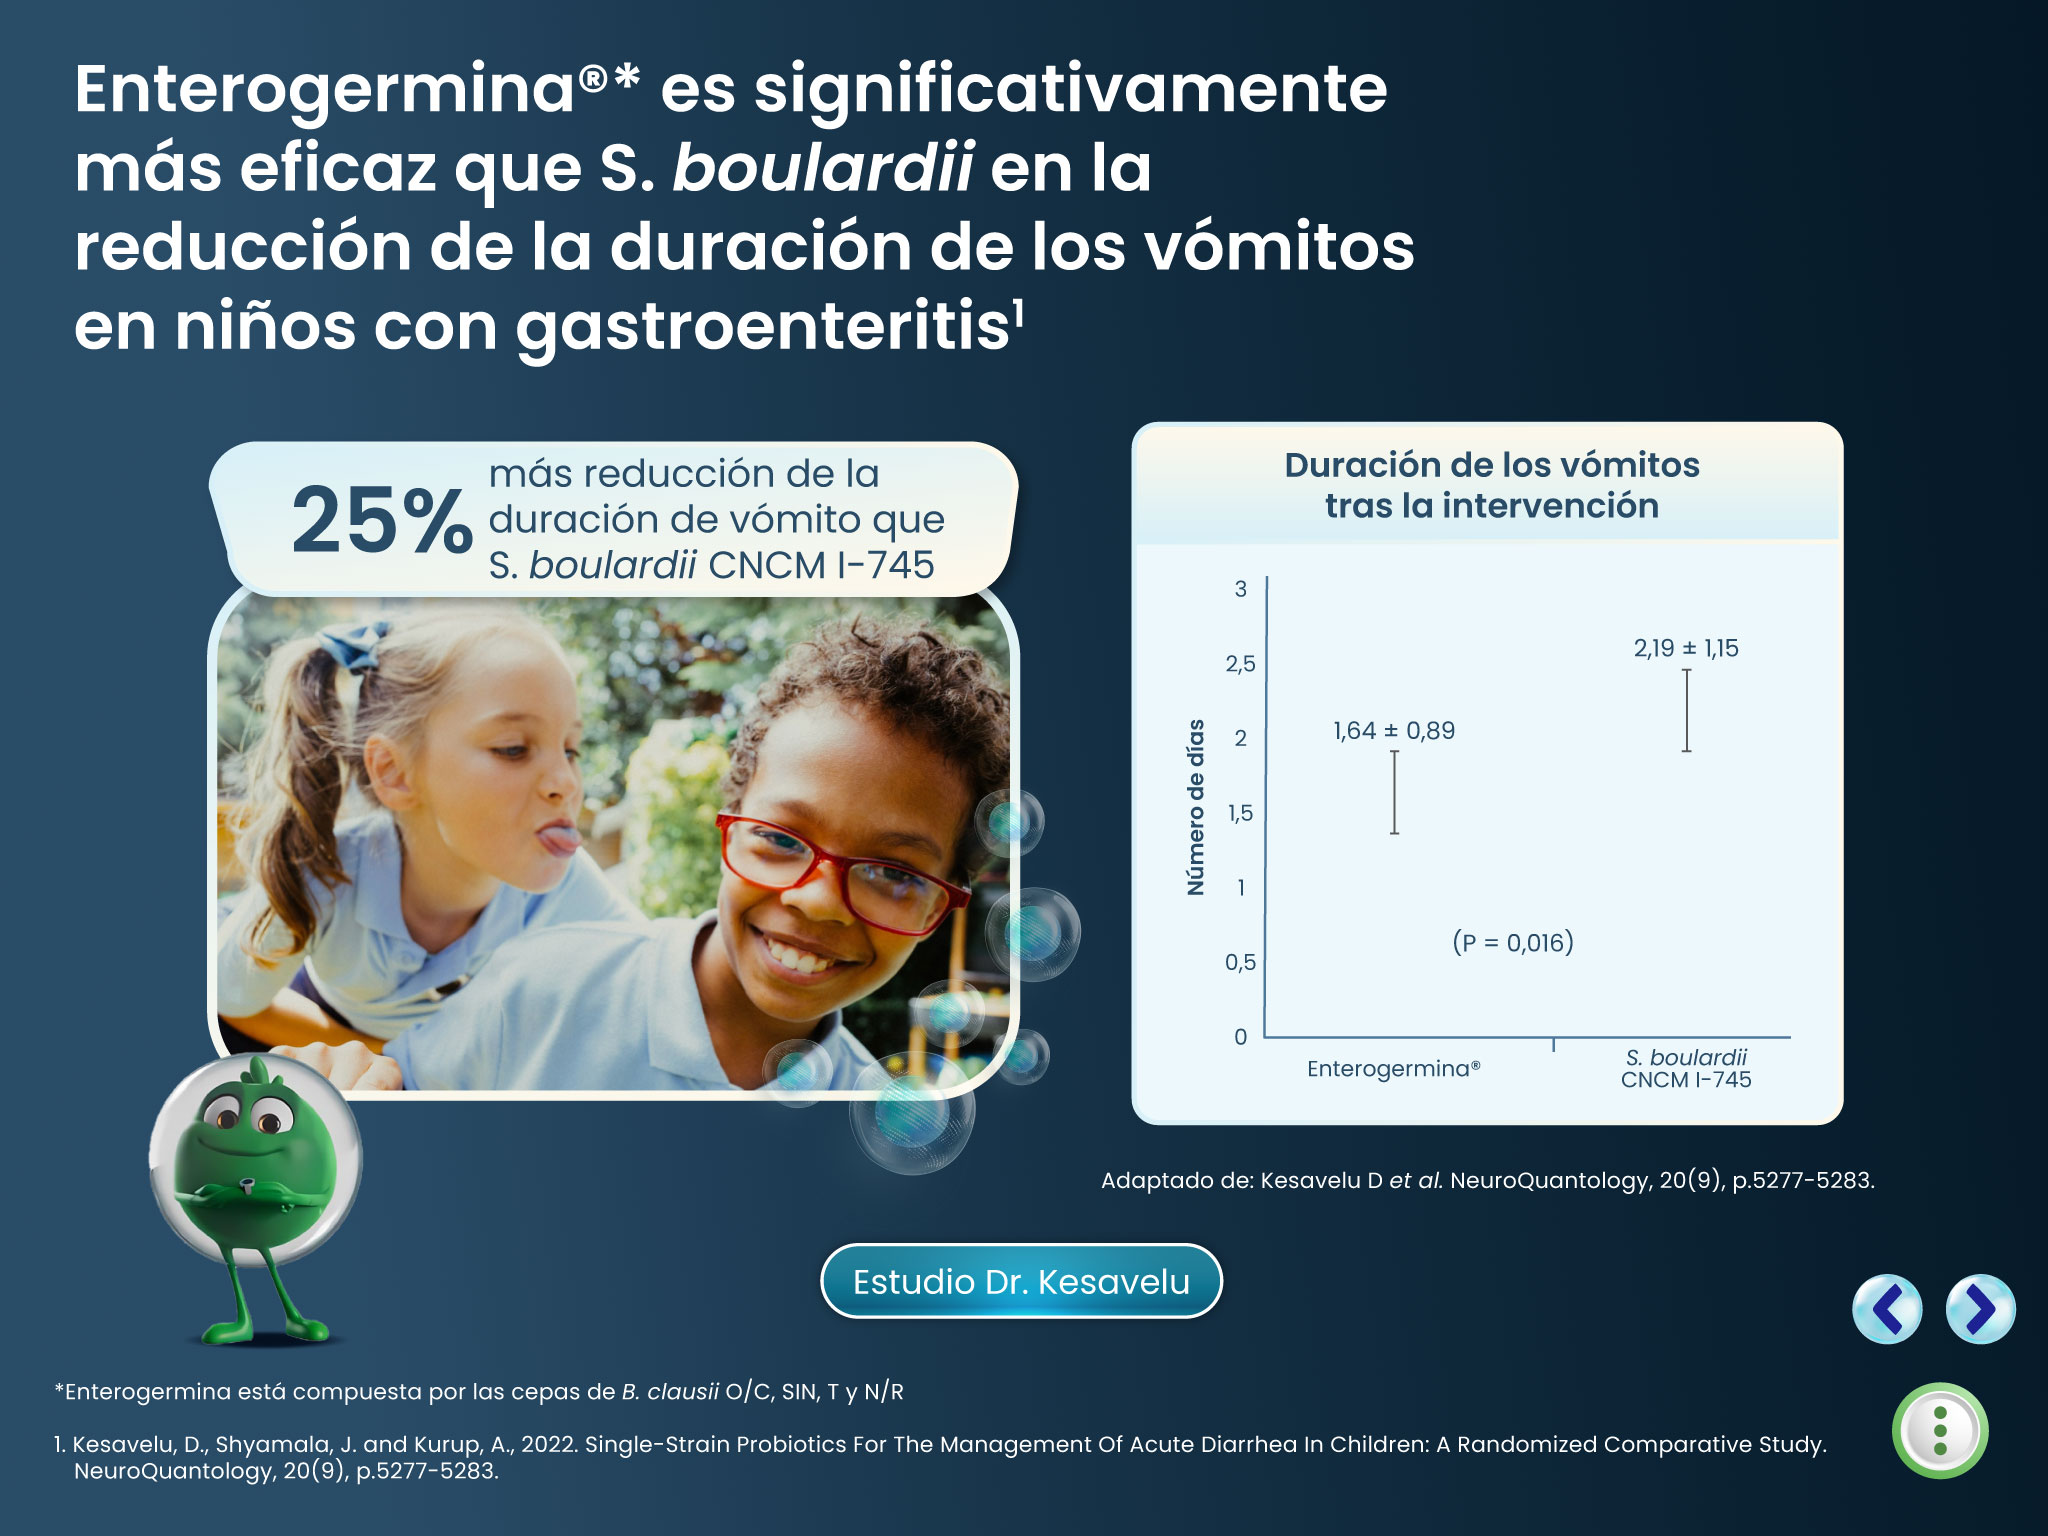 Enterogermina®* es significativamente
más eficaz que S. boulardii en la
reducción de la duración de los vómitos
en niños con gastroenteritis¹
25%
más reducción de la
duración de vómito que
S. boulardii CNCM I-745
Duración de los vómitos
tras la intervención
Número de días
3
2,5
2
1,5
1
0,5
0
1,64 ± 0,89
2,19 ± 1,15
(P = 0,016)
Enterogermina®
S. boulardii
CNCM I-745
Adaptado de: Kesavelu D et al. NeuroQuantology, 20(9), p.5277-5283.
Estudio Dr. Kesavelu
*Enterogermina está compuesta por las cepas de B. clausii O/C, SIN, T y N/R
1. Kesavelu, D., Shyamala, J. and Kurup, A., 2022. Single-Strain Probiotics For The Management Of Acute Diarrhea In Children: A Randomized Comparative Study.
NeuroQuantology, 20(9), p.5277-5283.